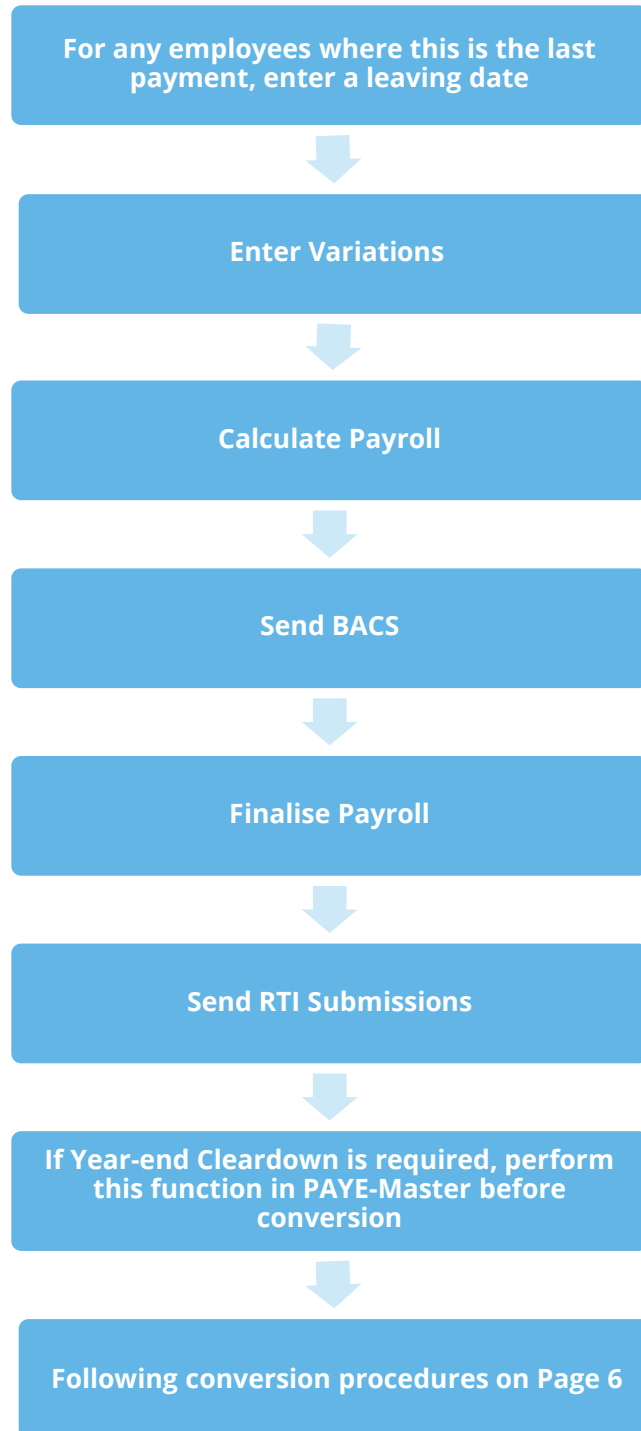 For any employees where this is the last
payment, enter a leaving date
Enter Variations
Calculate Payroll
Send BACS
Finalise Payroll
Send RTI Submissions
If Year-end Cleardown is required, perform
this function in PAYE-Master before
conversion
Following conversion procedures on Page 6